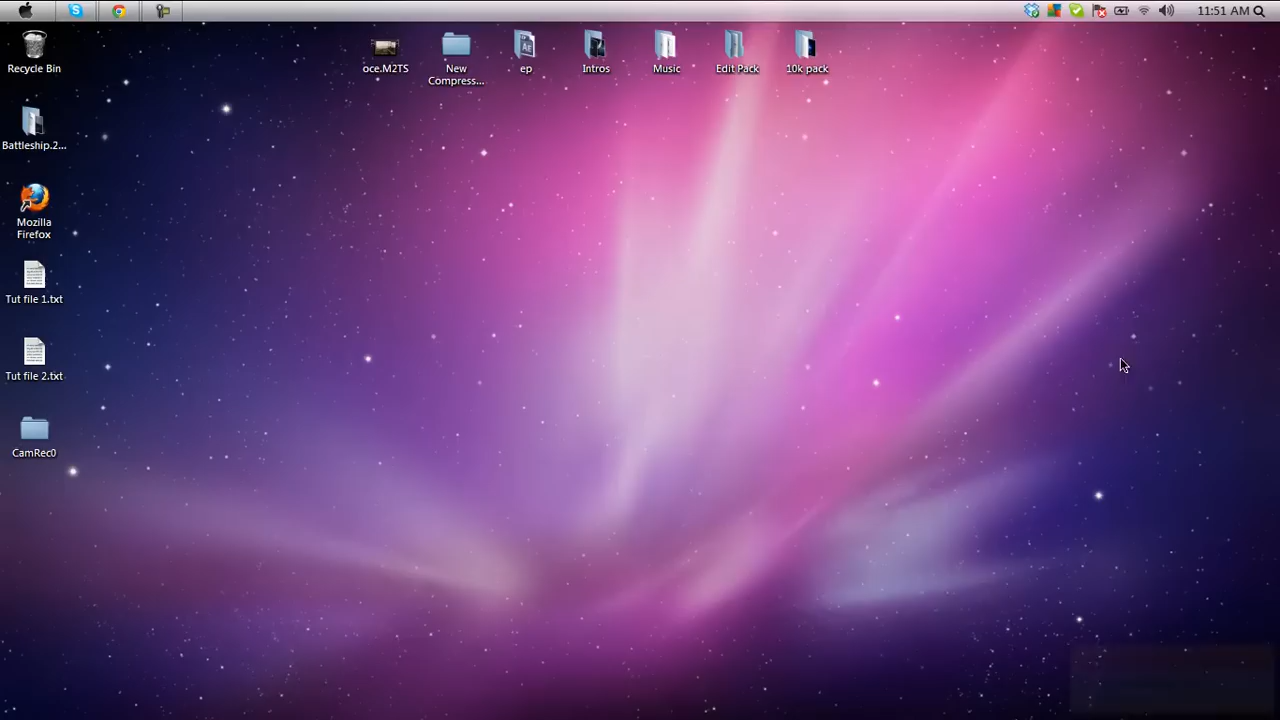 11:51 AM
Recycle Bin
oce.M2TS
New
Compress...
ep
Intros
Music
Edit Pack
10k pack
Battleship.2...
Mozilla
Firefox
Tut file 1.txt
Tut file 2.txt
CamRec0